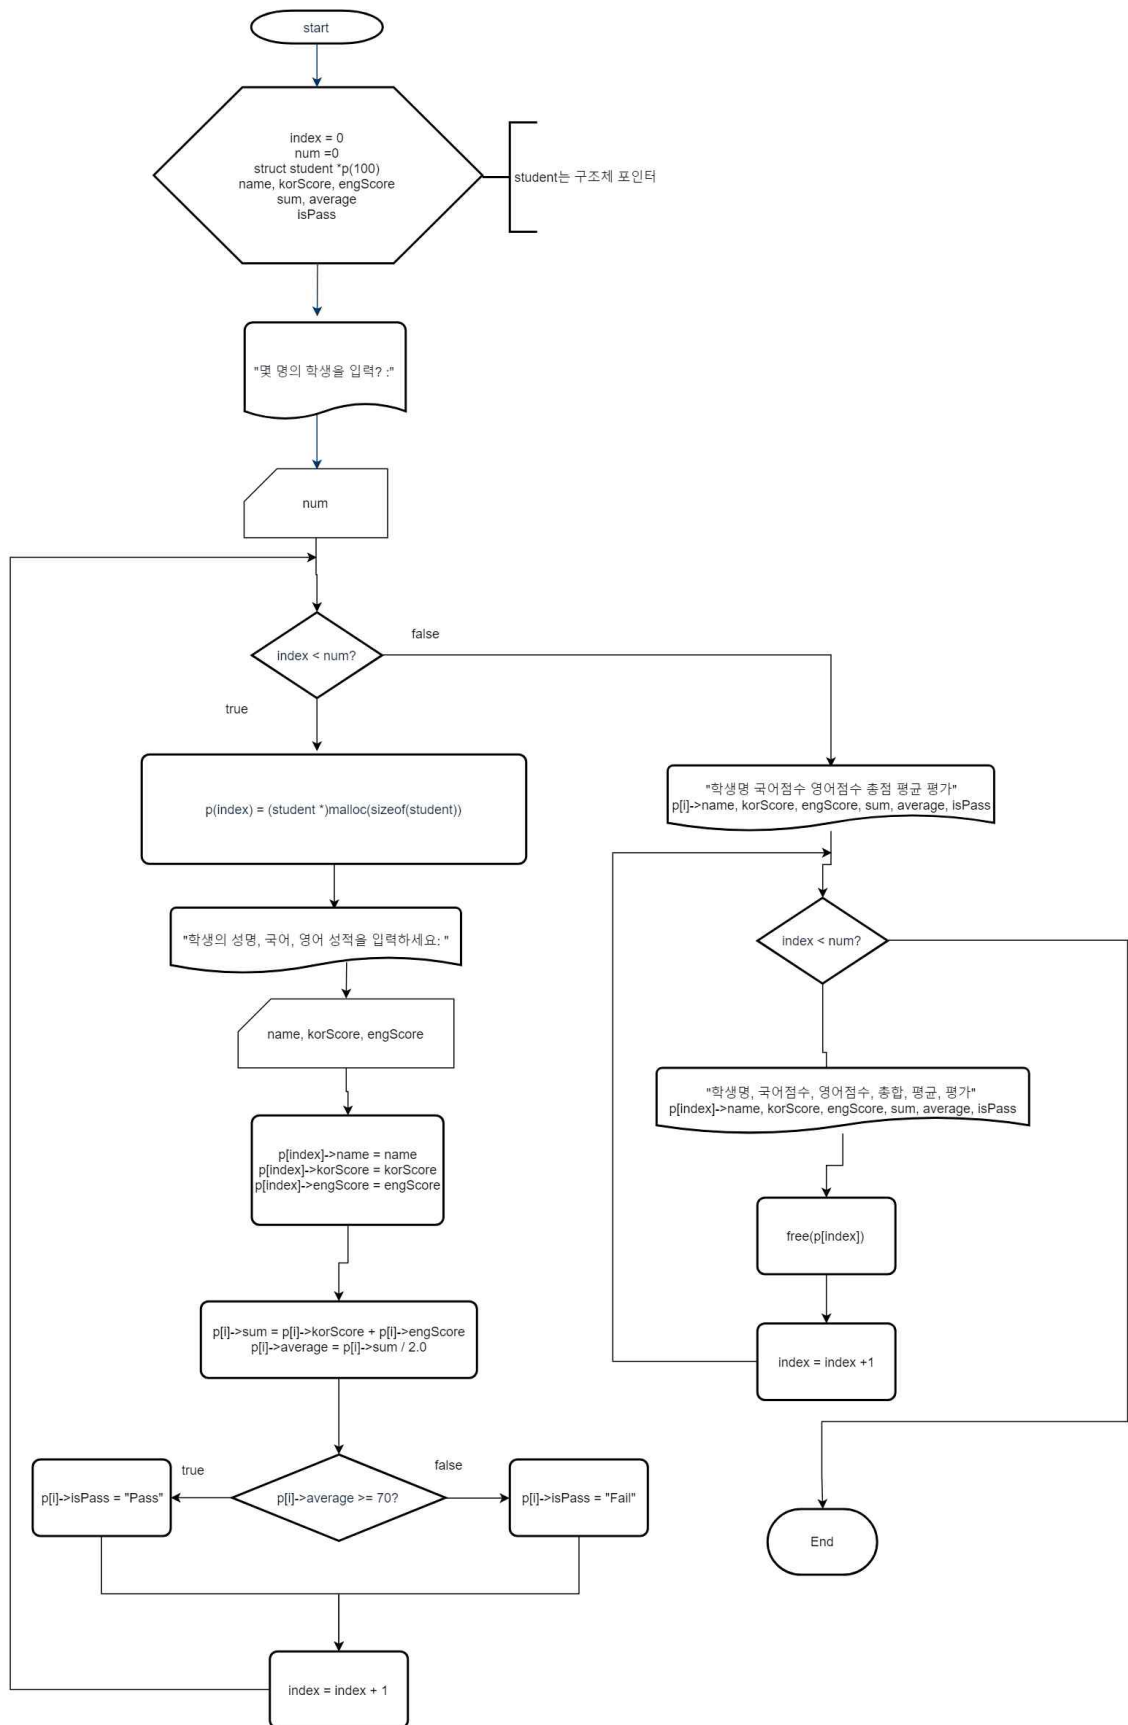 start
index = 0
num =0
struct student *p(100)
name, korScore, engScore
sum, average
isPass
student는 구조체 포인터
"몇 명의 학생을 입력? :"
num
index < num?
false
true
p(index) = (student *)malloc(sizeof(student))
"학생의 성명, 국어, 영어 성적을 입력하세요: "
name, korScore, engScore
p[index]->name = name
p[index]->korScore = korScore
p[index]->engScore = engScore
p[i]->sum = p[i]->korScore + p[i]->engScore
p[i]->average = p[i]->sum / 2.0
p[i]->average >= 70?
true
false
p[i]->isPass = "Pass"
p[i]->isPass = "Fail"
index = index + 1
"학생명 국어점수 영어점수 총점 평균 평가"
p[i]->name, korScore, engScore, sum, average, isPass
index < num?
"학생명, 국어점수, 영어점수, 총합, 평균, 평가"
p[index]->name, korScore, engScore, sum, average, isPass
free(p[index])
index = index +1
End